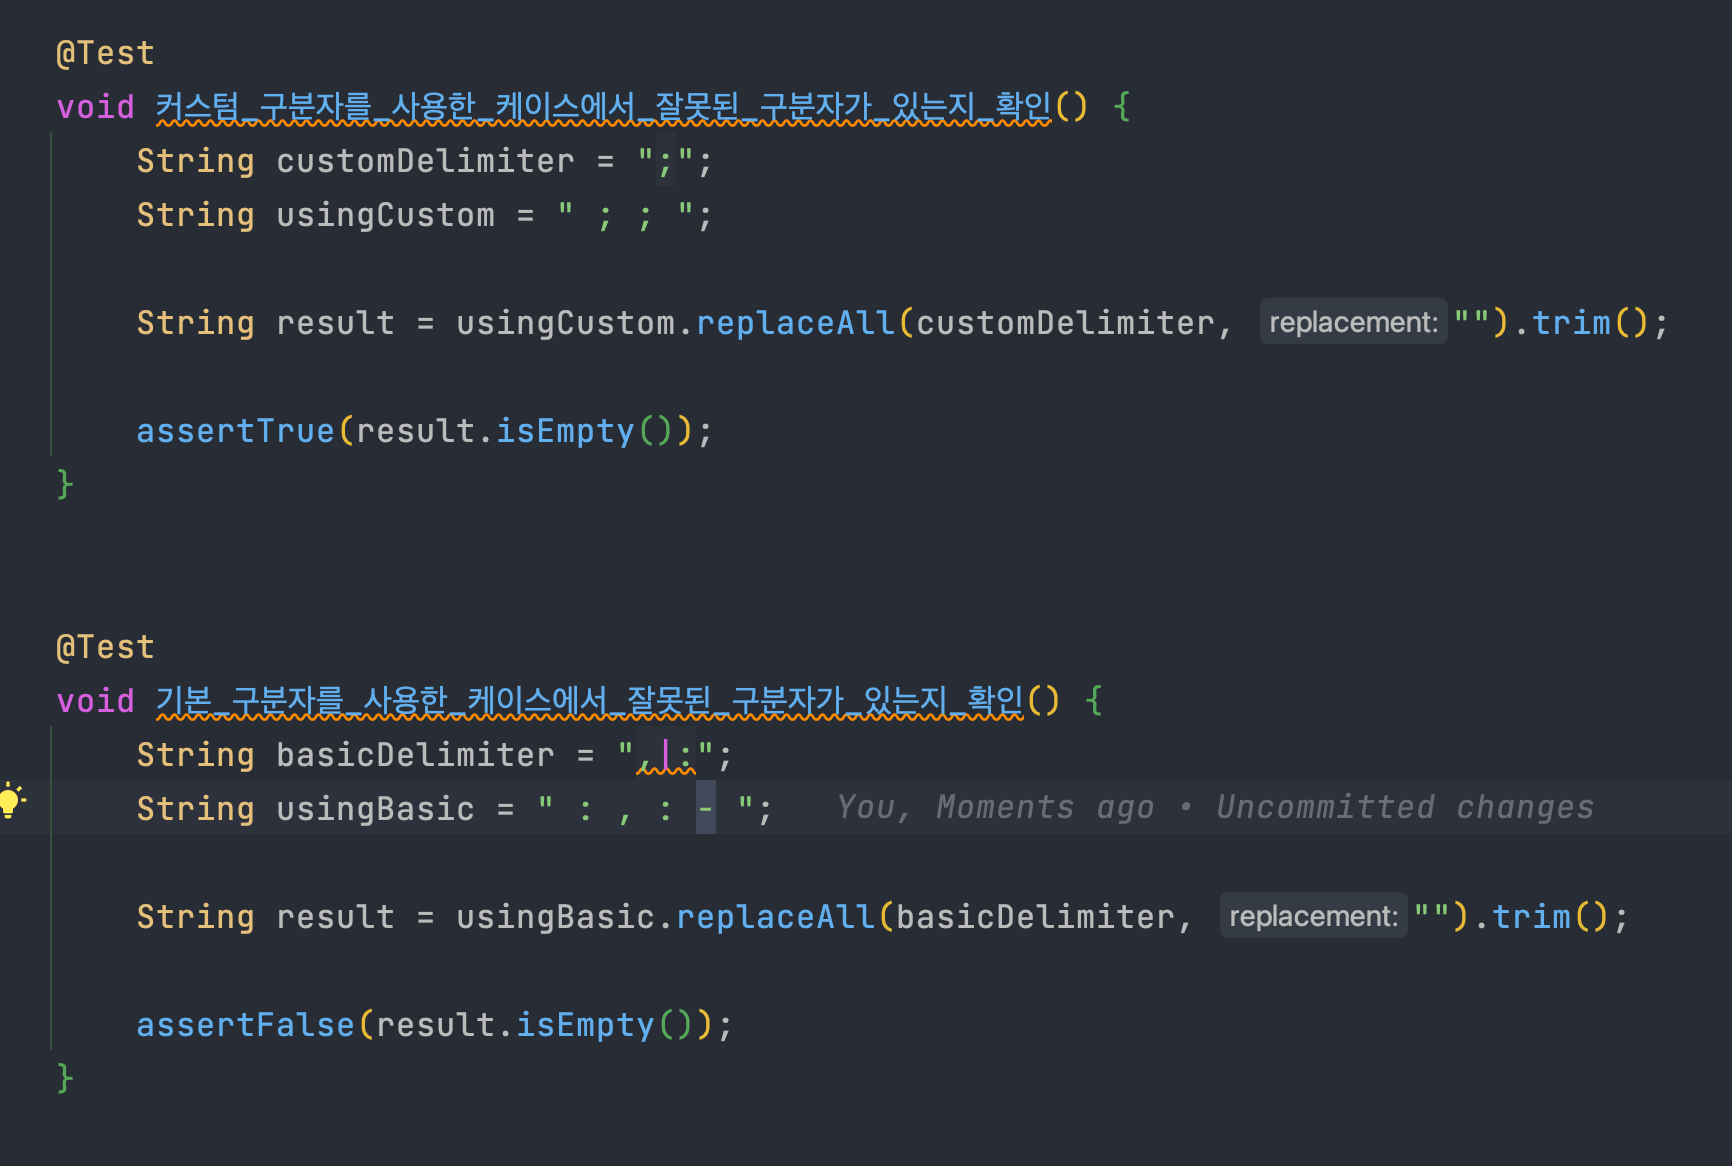 @Test
void 커스텀_구분자를_사용한_케이스에서_잘못된_구분자가_있는지_확인() {
String customDelimiter = ";";
String usingCustom = " ; ; ";
String result = usingCustom.replaceAll(customDelimiter, replacement: "").trim();
assertTrue(result.isEmpty());
}
@Test
void 기본_구분자를_사용한_케이스에서_잘못된_구분자가_있는지_확인() {
String basicDelimiter = ",|:";
String usingBasic = " : , : - "; You, Moments ago • Uncommitted changes
String result = usingBasic.replaceAll(basicDelimiter, replacement: "").trim();
assertFalse(result.isEmpty());
}